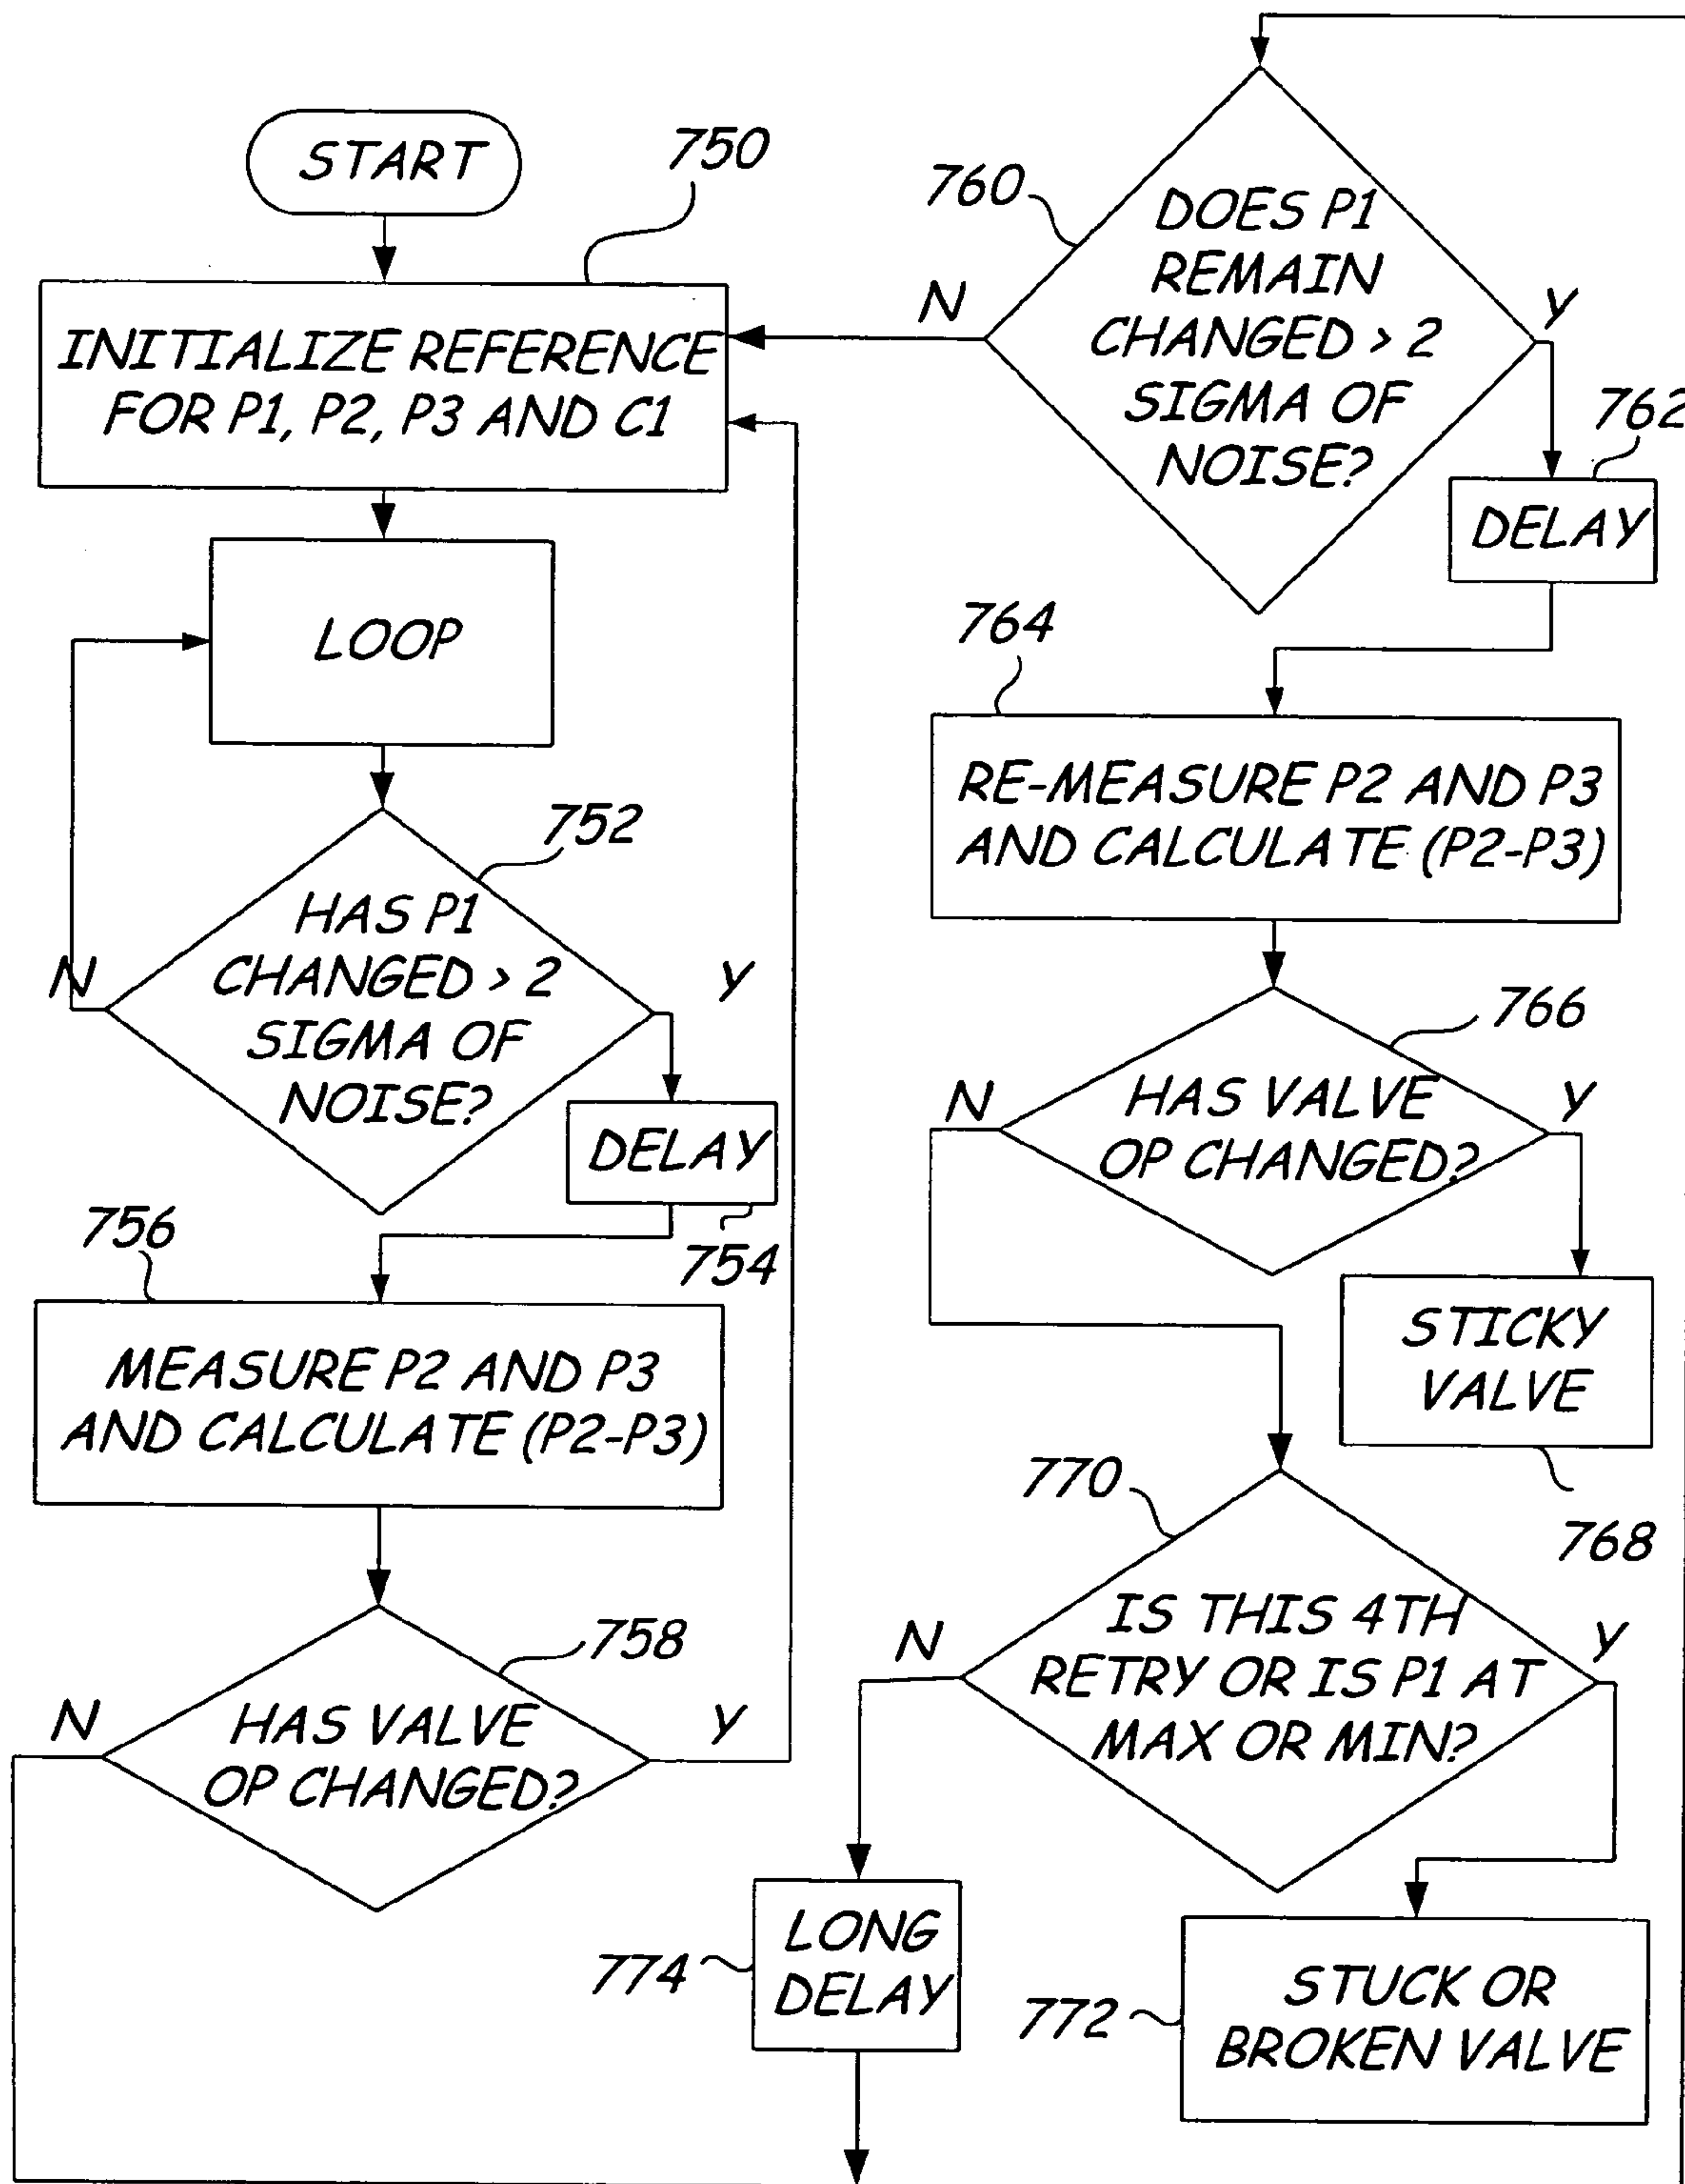 START
750
INITIALIZE REFERENCE
FOR P1, P2, P3 AND C1
LOOP
752
HAS P1
CHANGED > 2
SIGMA OF
NOISE?
N
Y
DELAY
754
756
MEASURE P2 AND P3
AND CALCULATE (P2-P3)
758
HAS VALVE
OP CHANGED?
N
Y
760
DOES P1
REMAIN
CHANGED > 2
SIGMA OF
NOISE?
N
Y
762
DELAY
764
RE-MEASURE P2 AND P3
AND CALCULATE (P2-P3)
766
HAS VALVE
OP CHANGED?
N
Y
STICKY
VALVE
768
770
IS THIS 4TH
RETRY OR IS P1 AT
MAX OR MIN?
N
Y
LONG
DELAY
774
STUCK OR
BROKEN VALVE
772